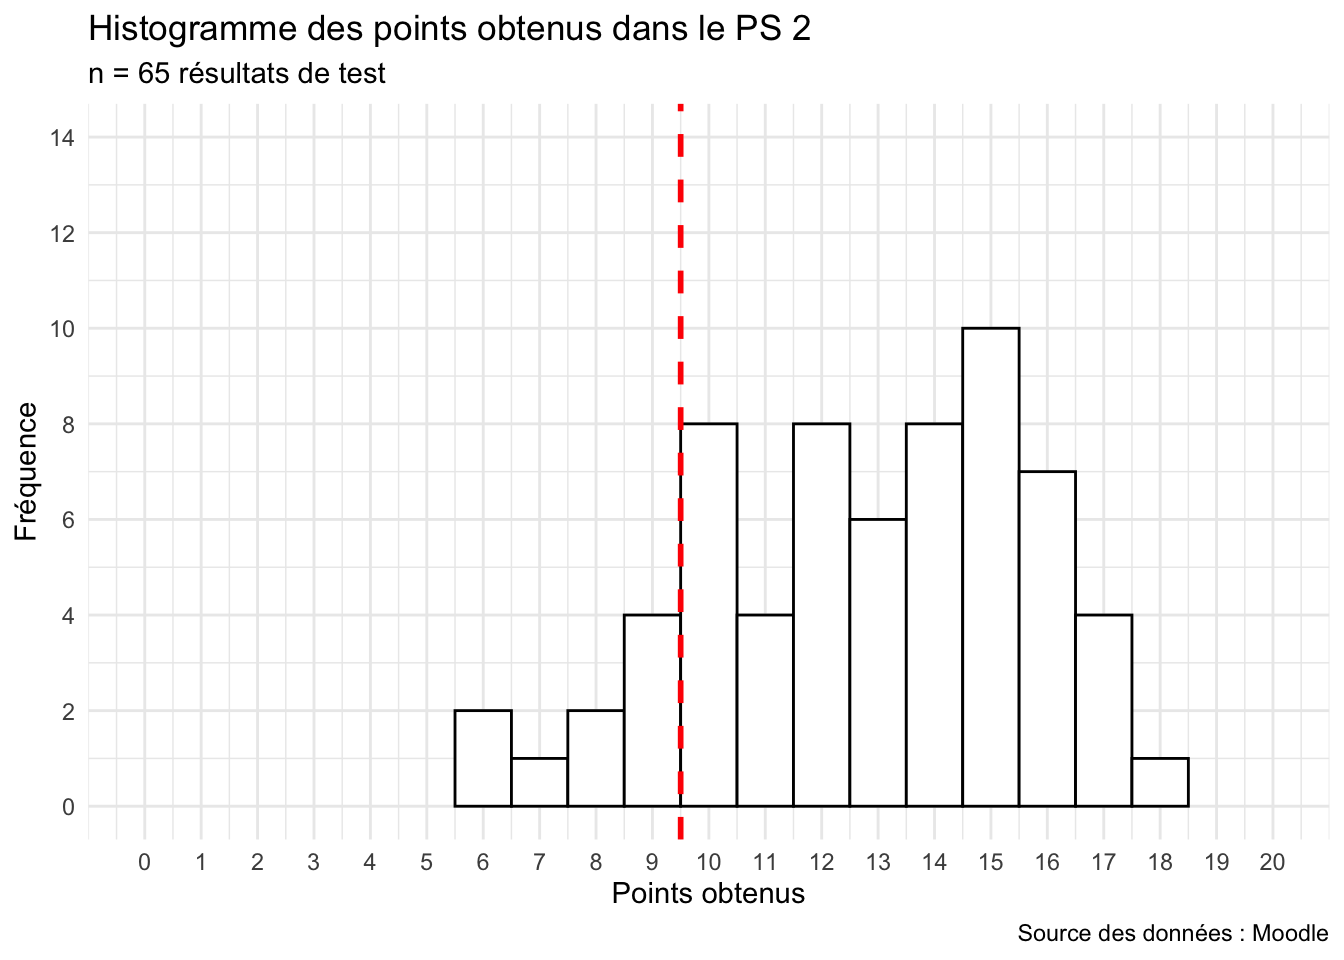 Histogramme des points obtenus dans le PS 2
n = 65 résultats de test
14
12
10
8
6
4
2
0
Fréquence
0 1 2 3 4 5 6 7 8 9 10 11 12 13 14 15 16 17 18 19 20
Points obtenus
Source des données : Moodle